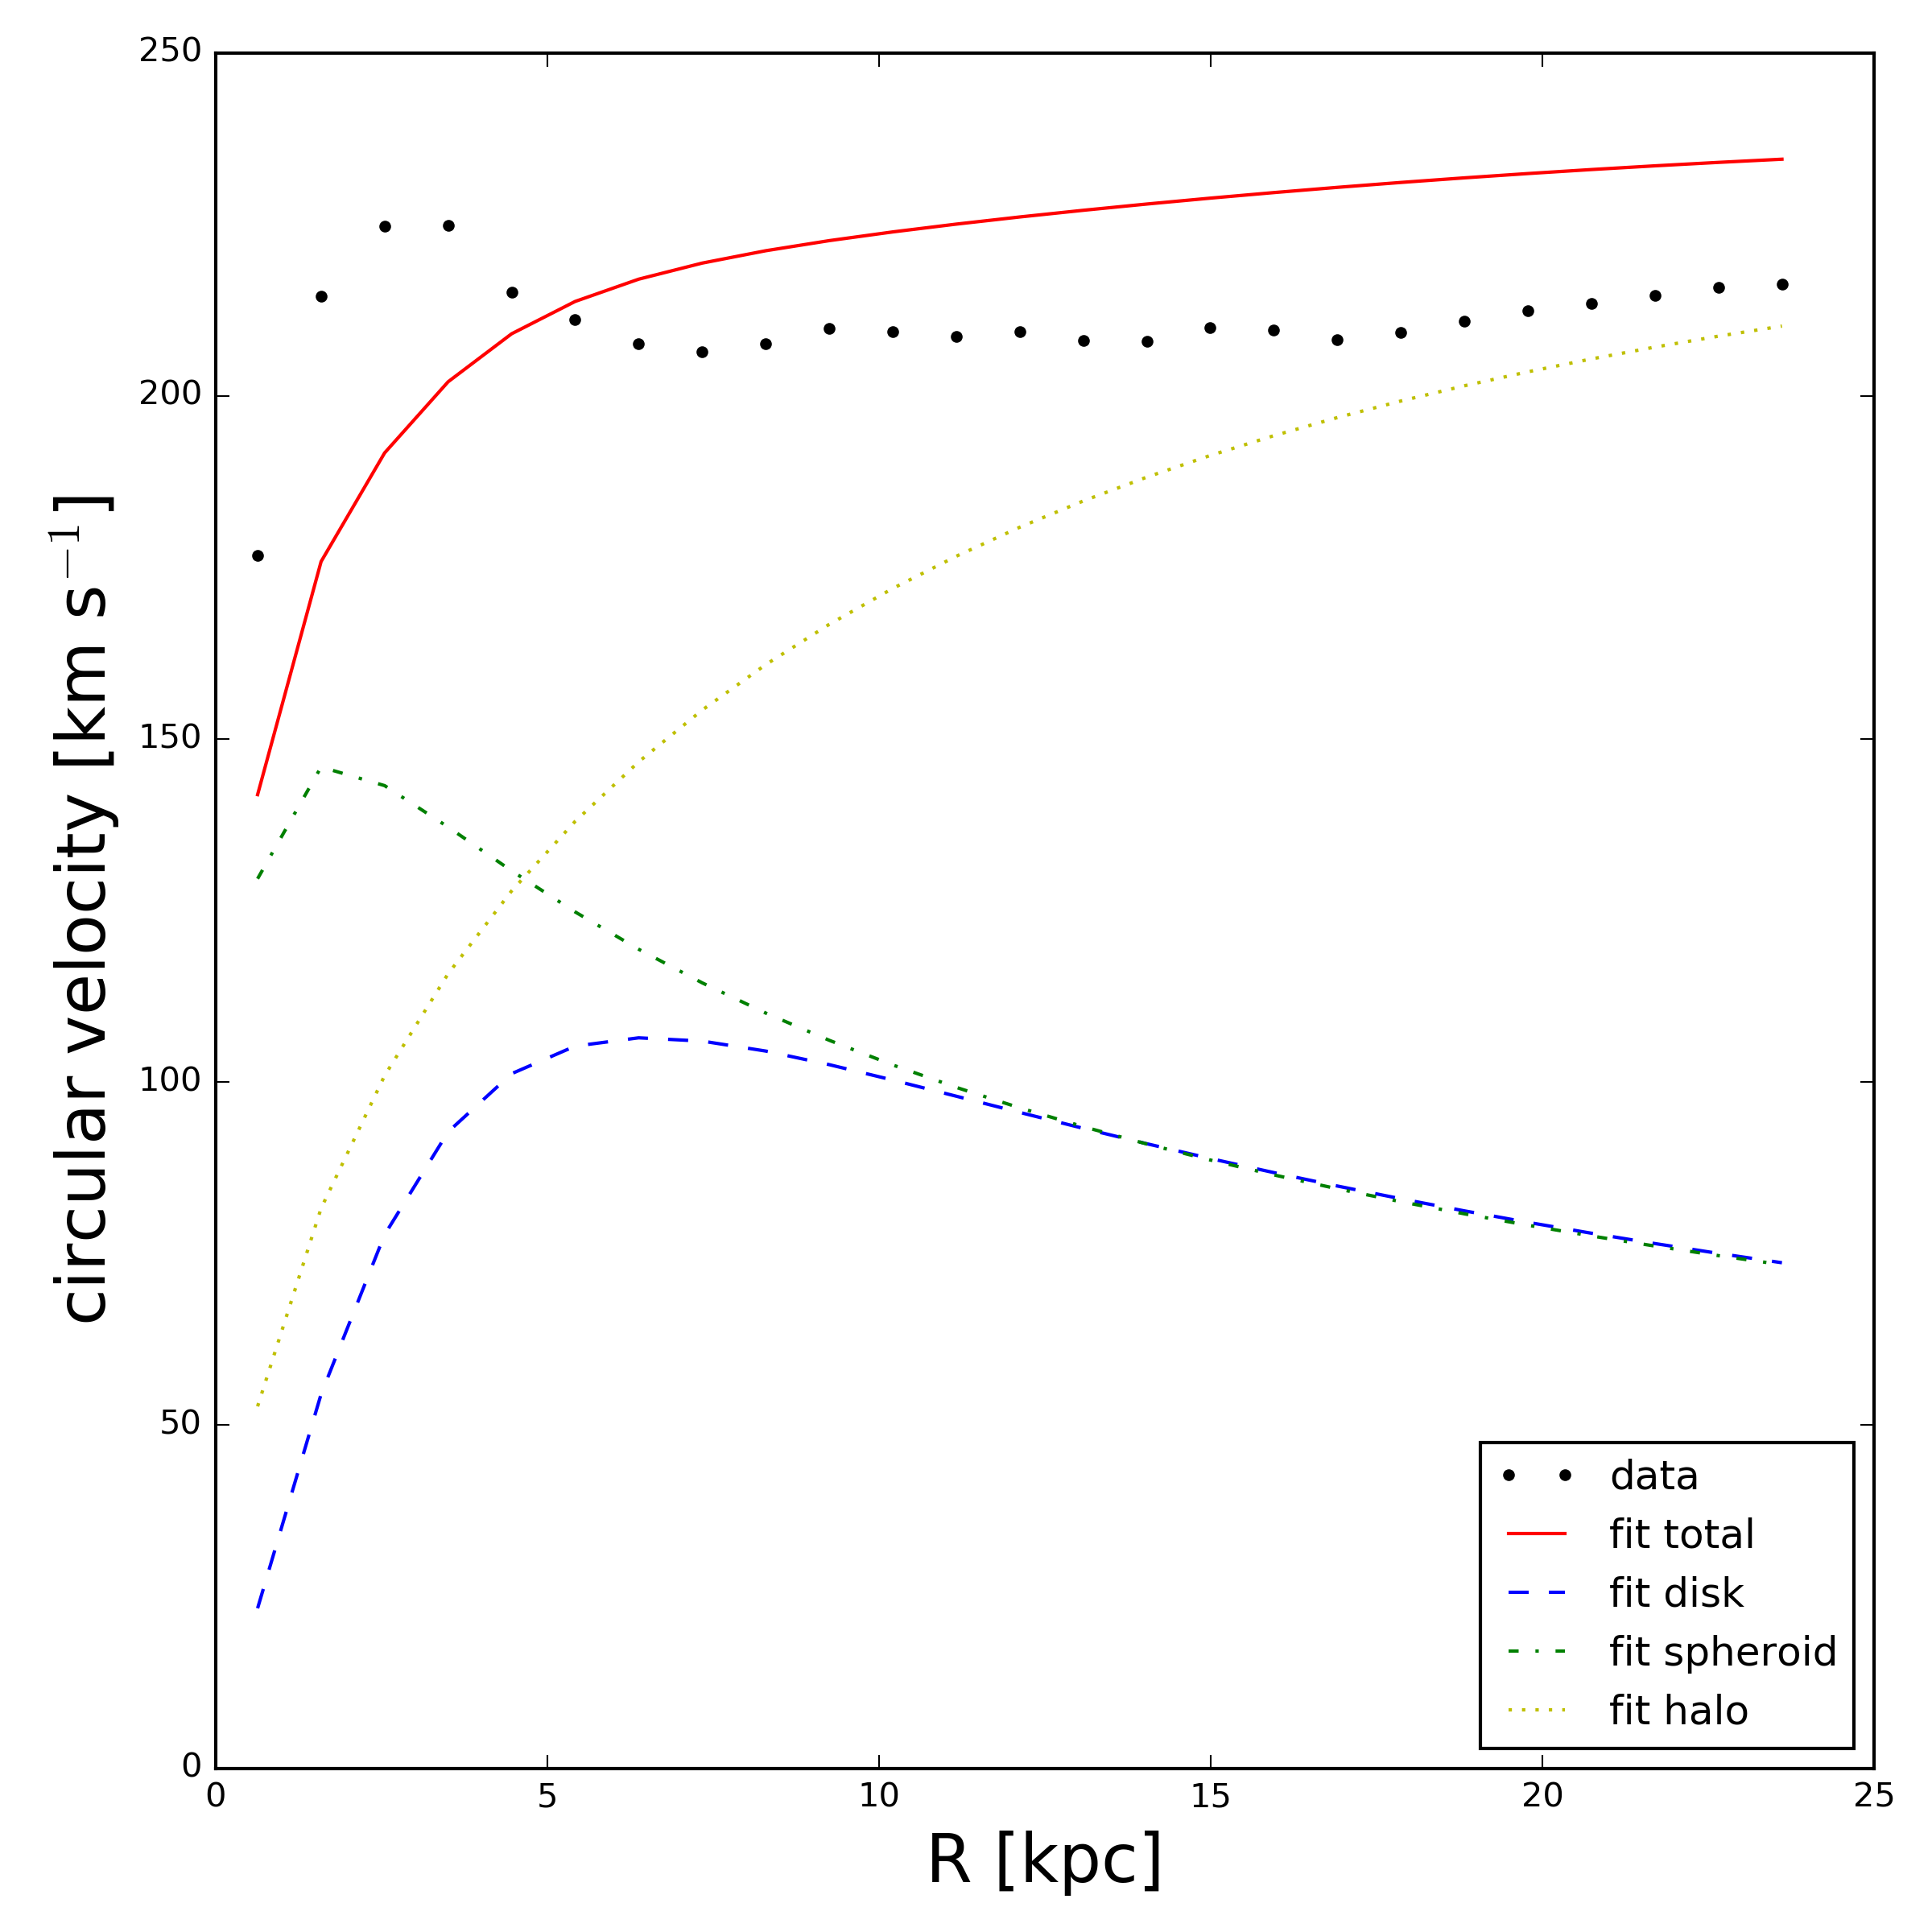 250
200
150
100
50
0
0 5 10 15 20 25
circular velocity [km s⁻¹]
R [kpc]
data
fit total
fit disk
fit spheroid
fit halo